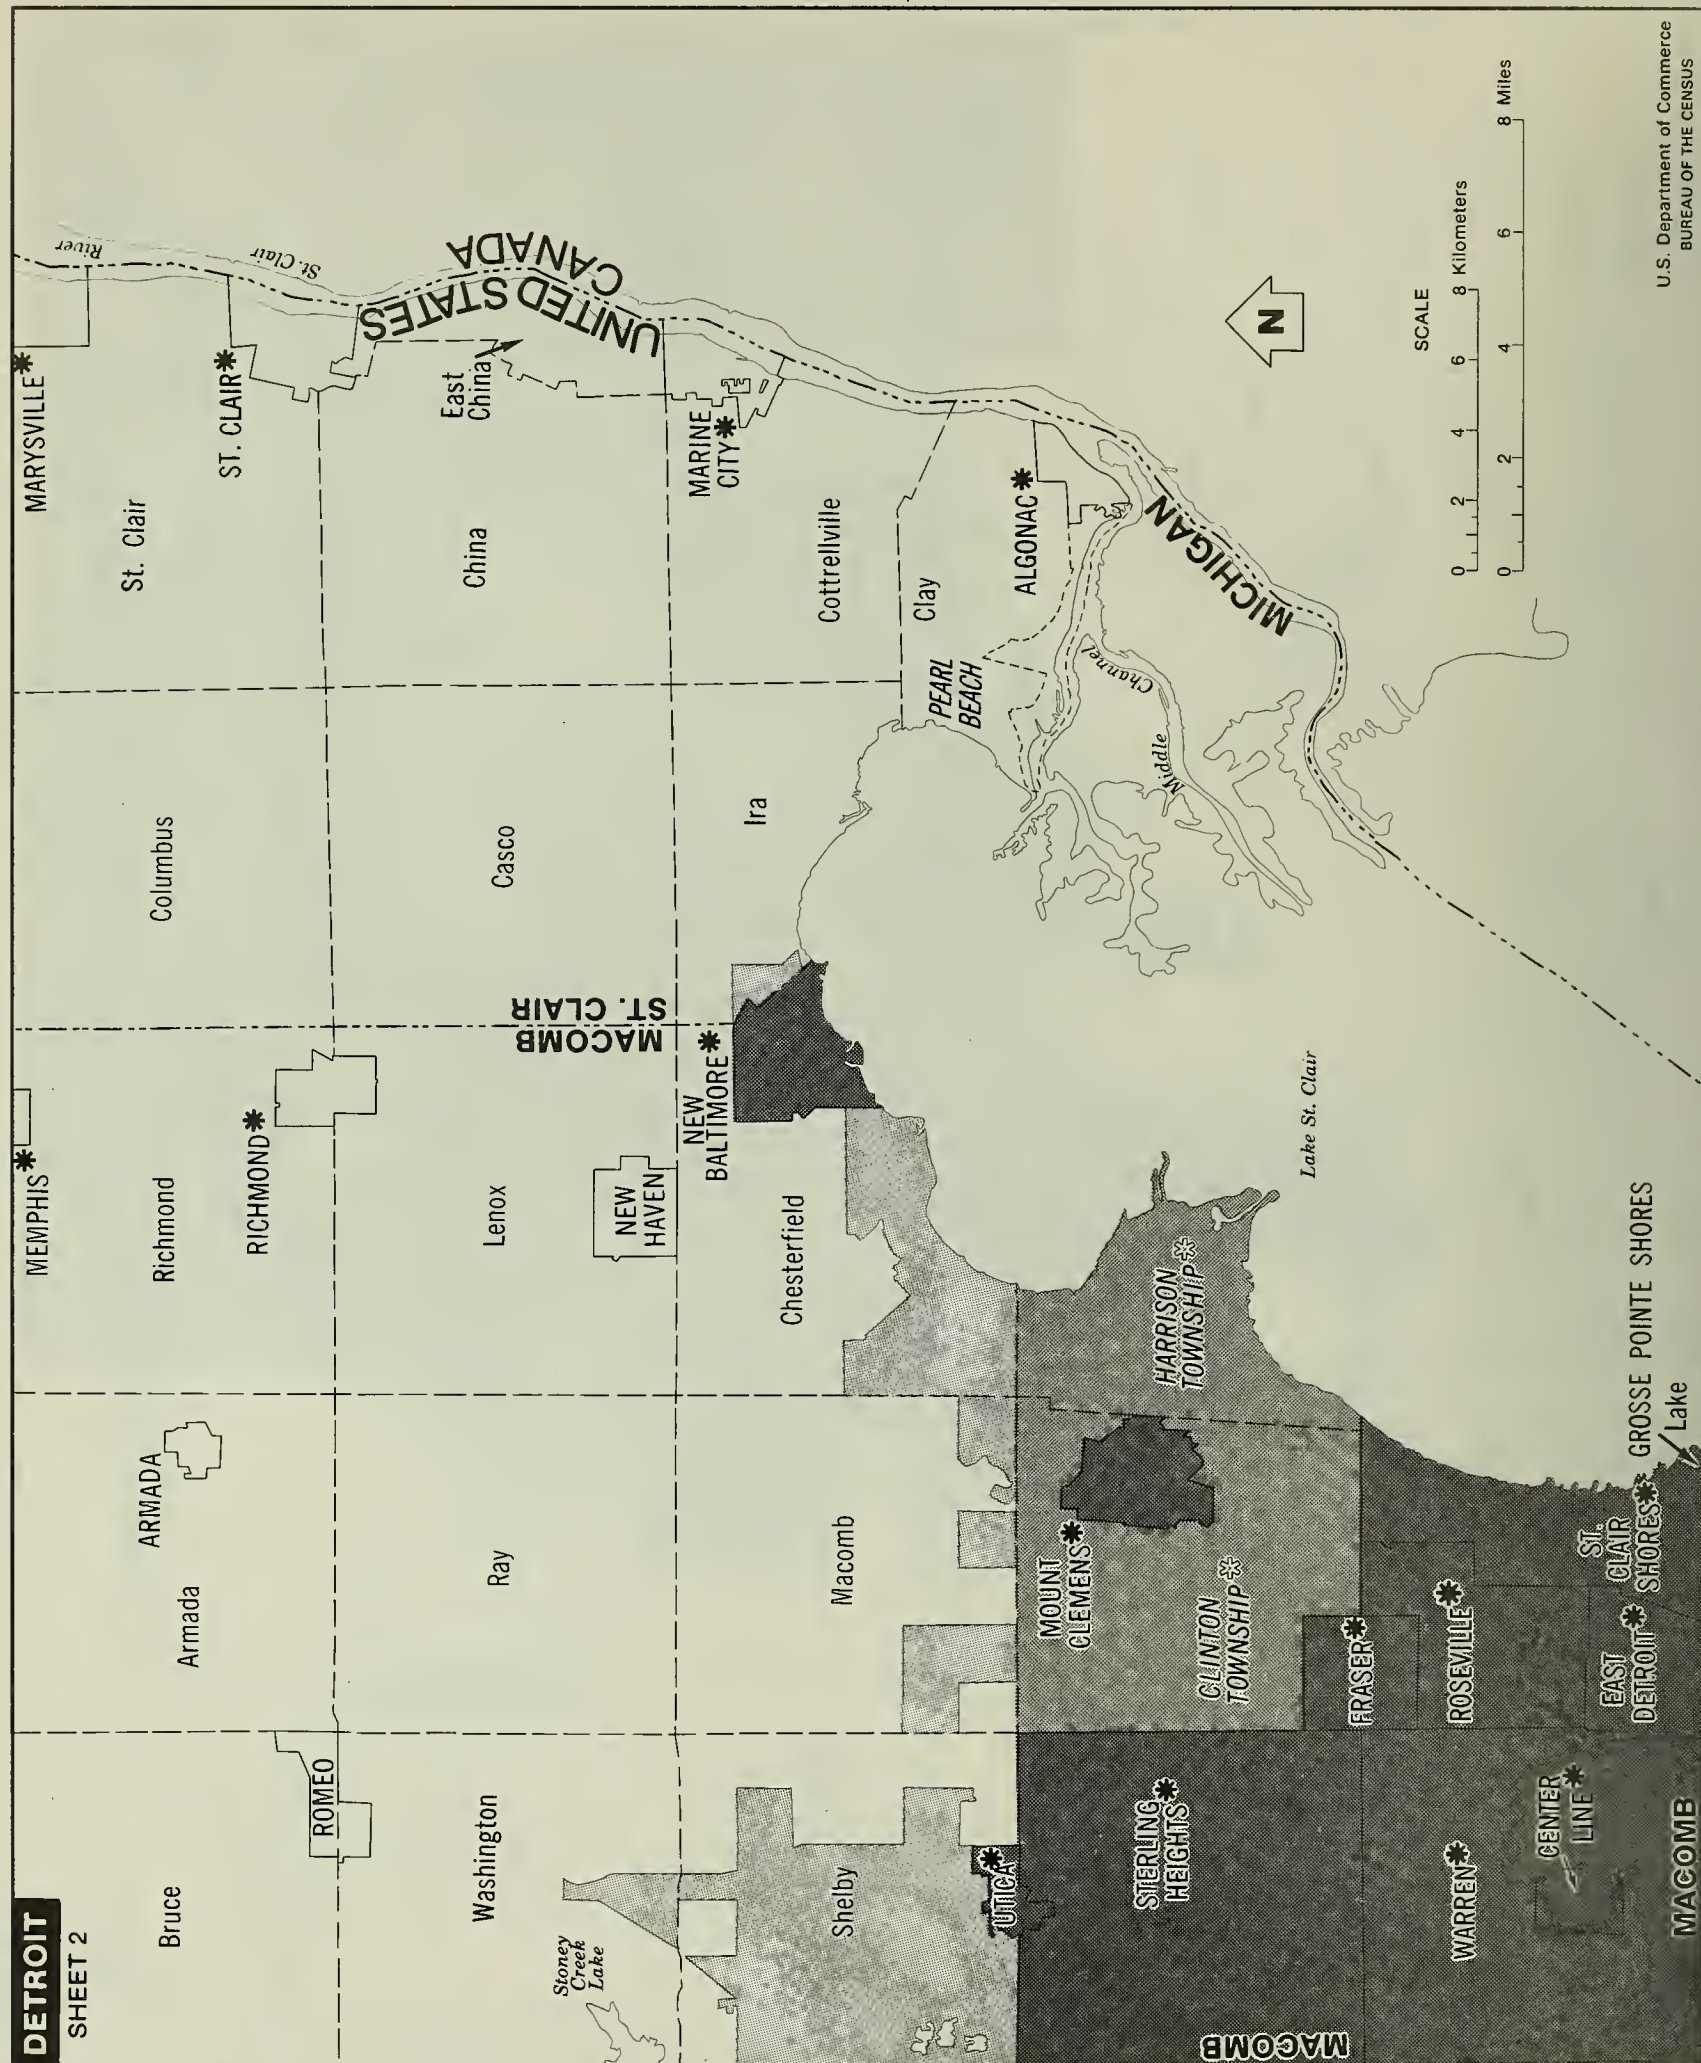 DETROIT
SHEET 2
MEMPHIS
MARYSVILLE
River
St. Clair
Bruce
Armada
ARMADA
Richmond
RICHMOND
Columbus
St. Clair
ST. CLAIR
ROMEO
UNITED STATES
CANADA
East
China
Washington
Ray
Lenox
MACOMB
ST. CLAIR
Casco
China
Stoney
Creek
Lake
NEW
HAVEN
NEW
BALTIMORE
MARINE
CITY
Shelby
Macomb
Chesterfield
Ira
Cottrellville
Clay
PEARL
BEACH
ALGONAC
UTICA
MOUNT
CLEMENS
HARRISON
TOWNSHIP
Channel
Middle
MICHIGAN
STERLING
HEIGHTS
CLINTON
TOWNSHIP
MACOMB
Lake St. Clair
N
FRASER
WARREN
ROSEVILLE
SCALE
0 1 2 4 6 8 Kilometers
0 2 4 6 8 Miles
CENTER
LINE
EAST
DETROIT
ST.
CLAIR
SHORES
GROSSE POINTE SHORES
Lake
MACOMB
U.S. Department of Commerce
BUREAU OF THE CENSUS